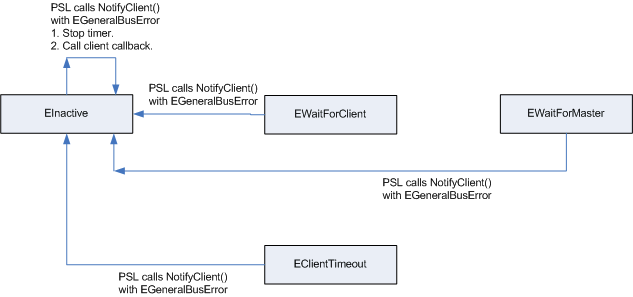 PSL calls NotifyClient()
with EGeneralBusError
1. Stop timer.
2. Call client callback.
PSL calls NotifyClient()
with EGeneralBusError
EInactive
EWaitForClient
EWaitForMaster
PSL calls NotifyClient()
with EGeneralBusError
EClientTimeout
PSL calls NotifyClient()
with EGeneralBusError